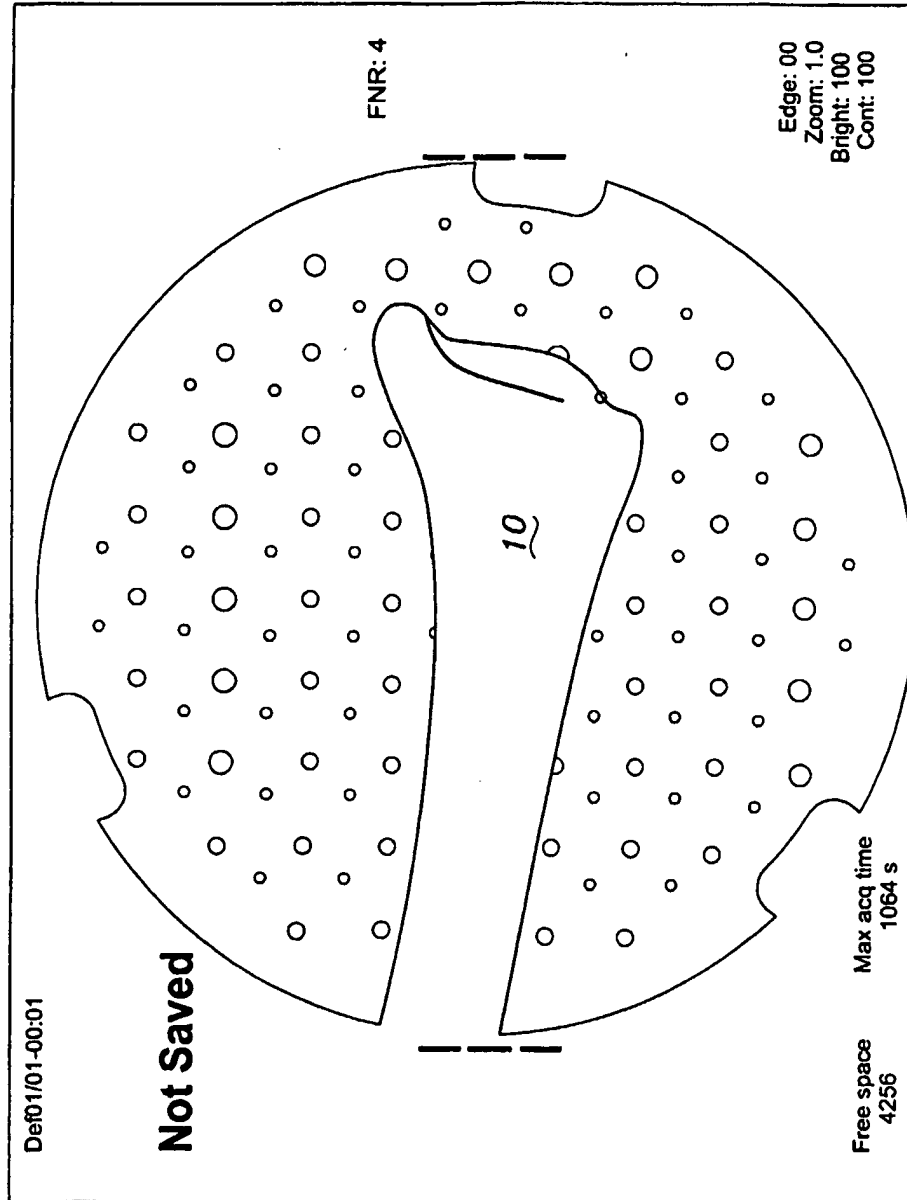 Def01/01-00:01
FNR: 4
Not Saved
10
Edge: 00
Zoom: 1.0
Bright: 100
Cont: 100
Free space
4256
Max acq time
1064 s